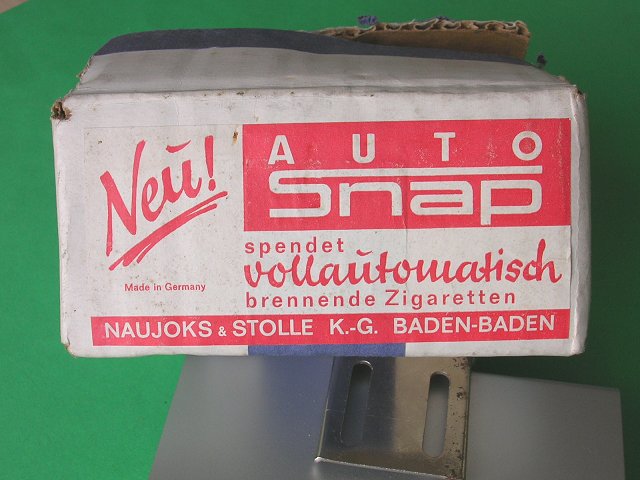 Neu!
AUTO
Snap
spendet
vollautomatisch
brennende Zigaretten
Made in Germany
NAUJOKS & STOLLE K.-G. BADEN-BADEN